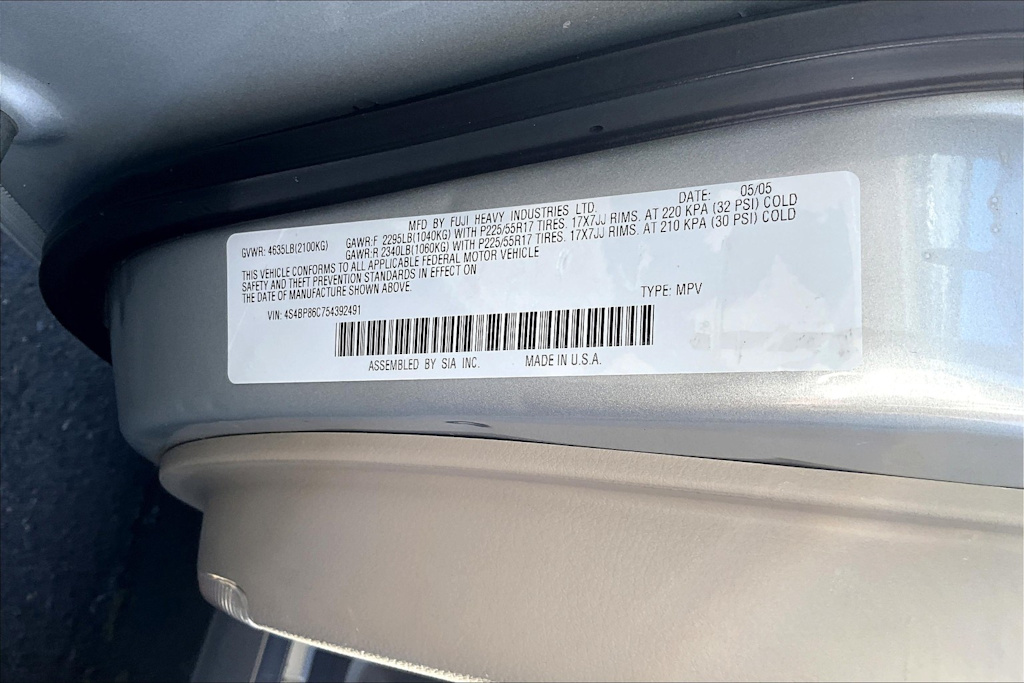 MFD BY FUJI HEAVY INDUSTRIES LTD. DATE: 05/05
GVWR: 4635LB(2100KG) GAWR:F 2295LB(1040KG) WITH P225/55R17 TIRES. 17X7JJ RIMS. AT 220 KPA (32 PSI) COLD
GAWR:R 2340LB(1060KG) WITH P225/55R17 TIRES. 17X7JJ RIMS. AT 210 KPA (30 PSI) COLD
THIS VEHICLE CONFORMS TO ALL APPLICABLE FEDERAL MOTOR VEHICLE
SAFETY AND THEFT PREVENTION STANDARDS IN EFFECT ON
THE DATE OF MANUFACTURE SHOWN ABOVE.
VIN: 4S4BP86C754392491 TYPE: MPV
ASSEMBLED BY SIA INC. MADE IN U.S.A.